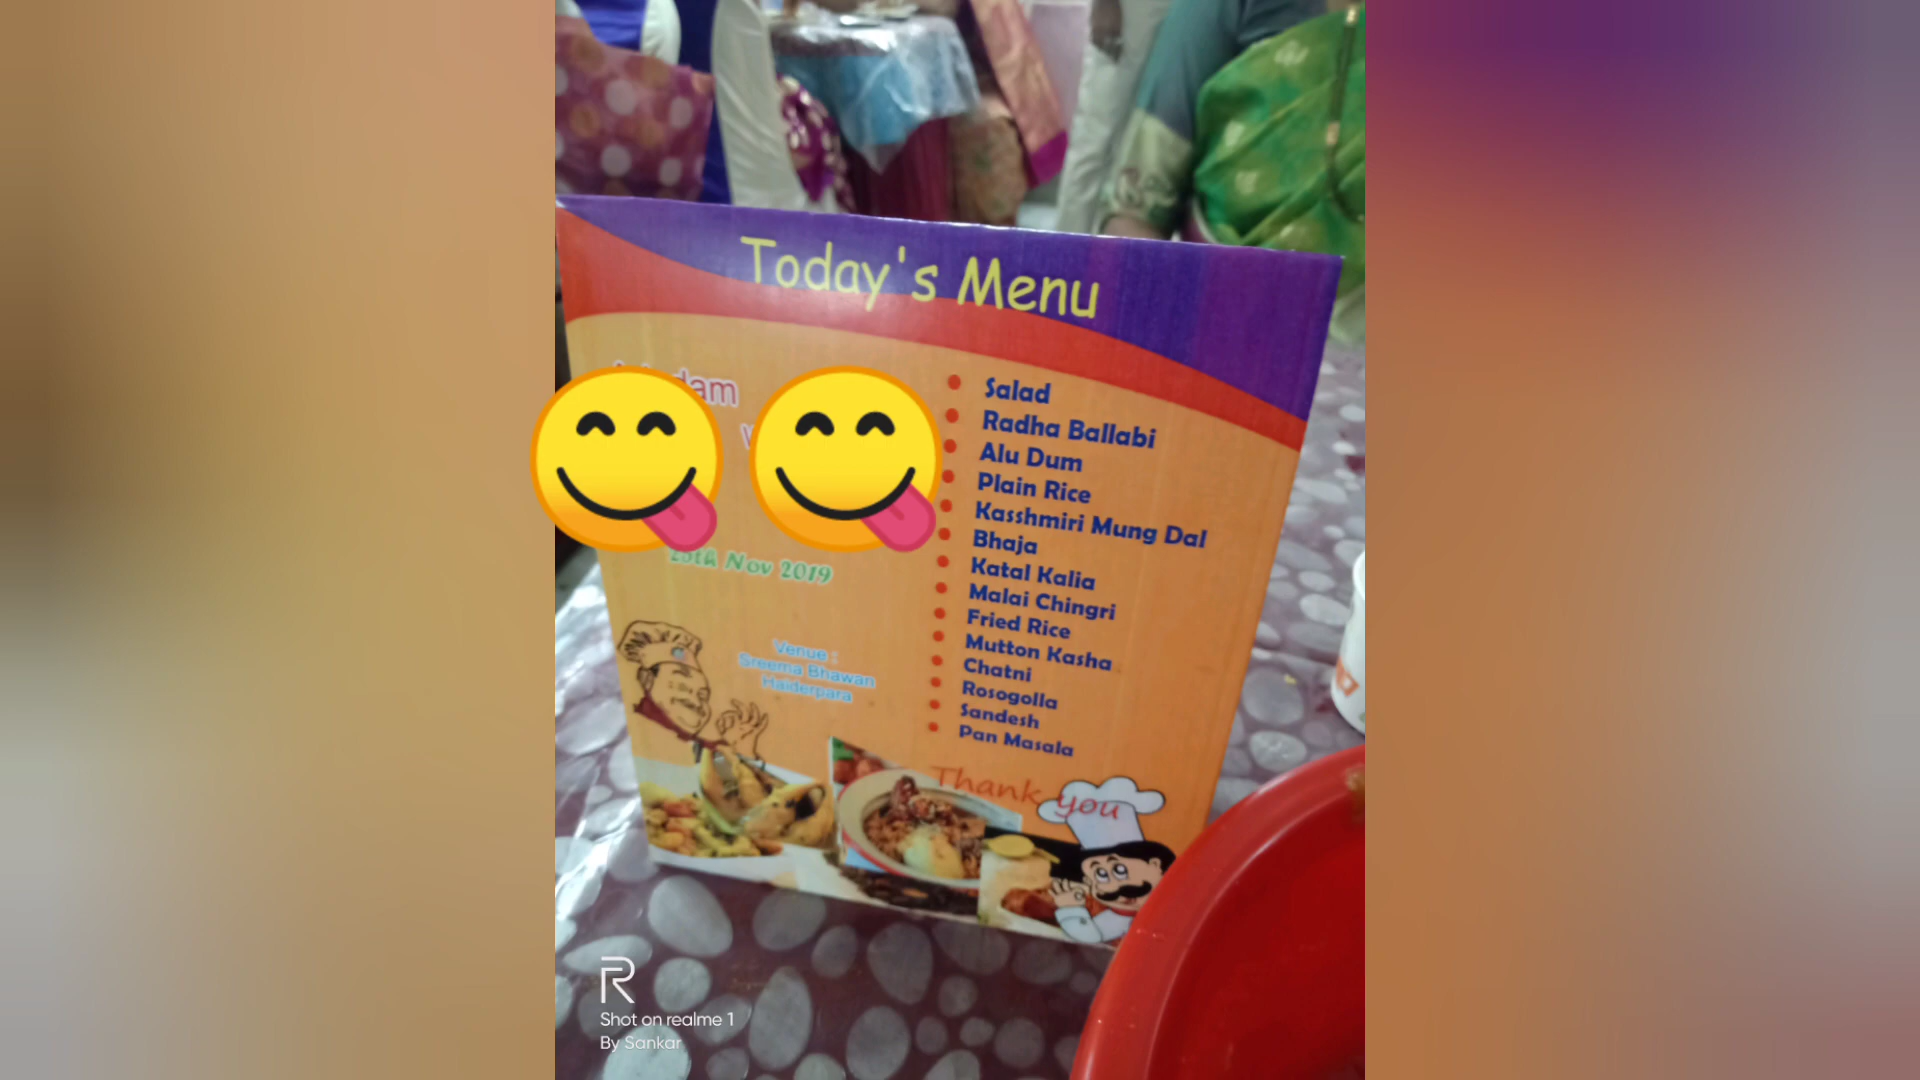 Today's Menu
Salad
Radha Ballabi
Alu Dum
Plain Rice
Kasshmiri Mung Dal
Bhaja
Katal Kalia
Malai Chingri
Fried Rice
Mutton Kasha
Chatni
Rosogolla
Sandesh
Pan Masala
Nov 2019
Venue :
Sreema Bhawan
Haiderpara
Thank you
R
Shot on realme 1
By Sankar